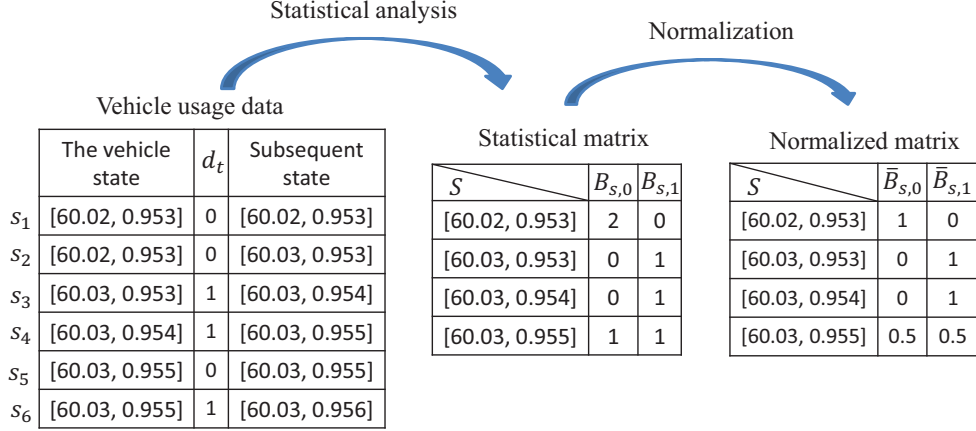 Statistical analysis
Normalization
Vehicle usage data
The vehicle state d_t Subsequent state
s_1 [60.02, 0.953] 0 [60.02, 0.953]
s_2 [60.02, 0.953] 0 [60.03, 0.953]
s_3 [60.03, 0.953] 1 [60.03, 0.954]
s_4 [60.03, 0.954] 1 [60.03, 0.955]
s_5 [60.03, 0.955] 0 [60.03, 0.955]
s_6 [60.03, 0.955] 1 [60.03, 0.956]
Statistical matrix
S B_{s,0} B_{s,1}
[60.02, 0.953] 2 0
[60.03, 0.953] 0 1
[60.03, 0.954] 0 1
[60.03, 0.955] 1 1
Normalized matrix
S B̄_{s,0} B̄_{s,1}
[60.02, 0.953] 1 0
[60.03, 0.953] 0 1
[60.03, 0.954] 0 1
[60.03, 0.955] 0.5 0.5